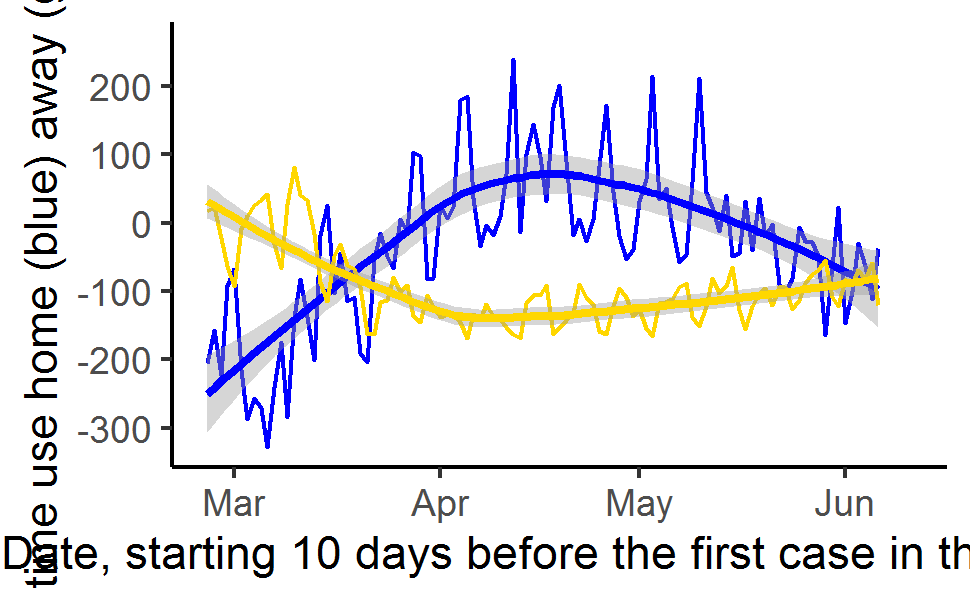 time use home (blue) away (
200
100
0
-100
-200
-300
Mar Apr May Jun
Date, starting 10 days before the first case in th